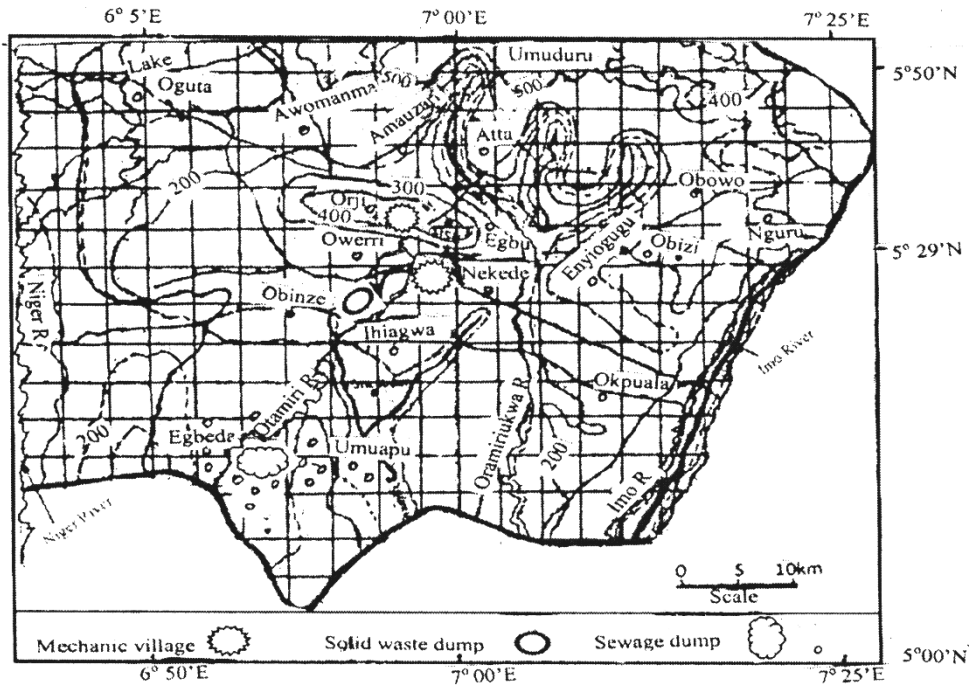 6° 5'E
7° 00'E
7° 25'E
Umuduru
5° 50'N
Lake
Oguta
500
500
400
Awomanma
Amauzari
Atta
200
300
Obowo
Orji
400
Nguru
Owerri
Egbu
Enyiogugu
Obizi
5° 29'N
Nekede
Niger R
Obinze
Ihiagwa
Imo River
Okpuala
Otamiri R
200
Egbeda
Umuapu
Oramiriukwa R
200
Imo R
Niger River
0 5 10km
Scale
Mechanic village
Solid waste dump
Sewage dump
5°00'N
6° 50'E
7° 00'E
7° 25'E